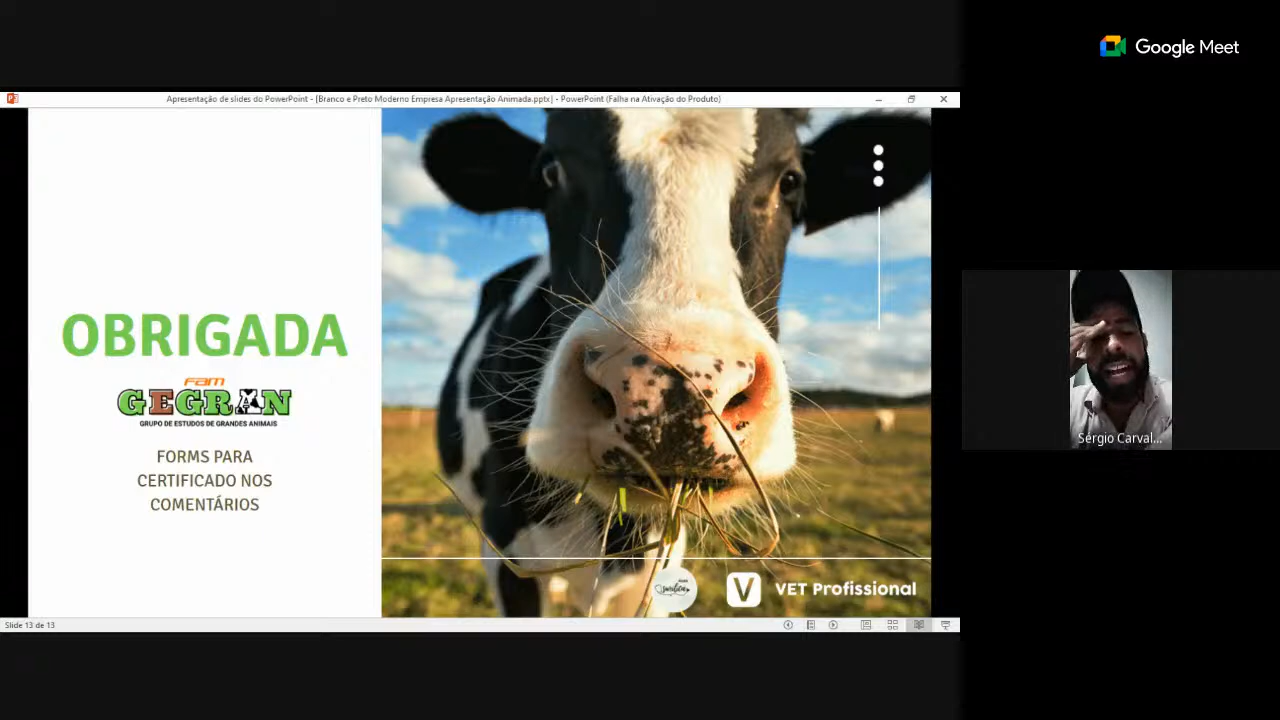 Google Meet
Apresentação de slides do PowerPoint - [Branco e Preto Moderno Empresa Apresentação Animada.pptx] - PowerPoint (Falha na Ativação do Produto)
OBRIGADA
Fam
GEGRAN
GRUPO DE ESTUDOS DE GRANDES ANIMAIS
FORMS PARA
CERTIFICADO NOS
COMENTÁRIOS
Sérgio Carval...
V VET Profissional
Slide 13 de 13